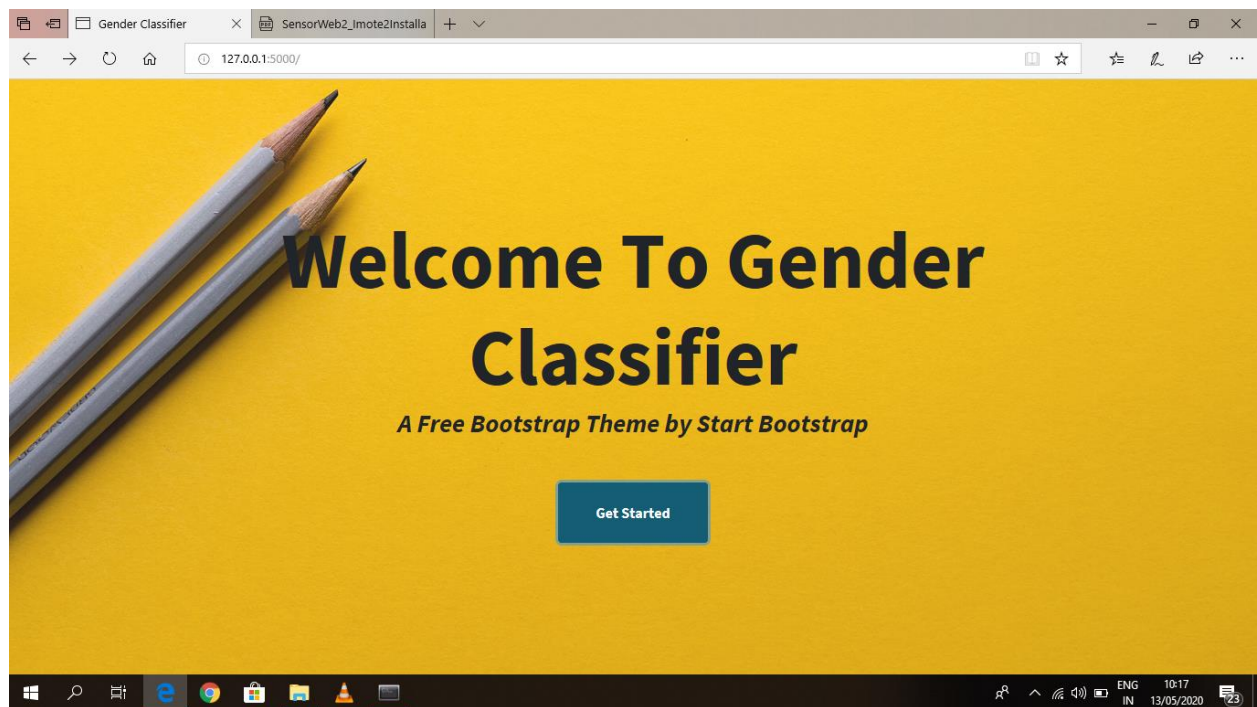 Gender Classifier
SensorWeb2_Imote2Installa
127.0.0.1:5000/
Welcome To Gender
Classifier
A Free Bootstrap Theme by Start Bootstrap
Get Started
ENG
IN
10:17
13/05/2020
23